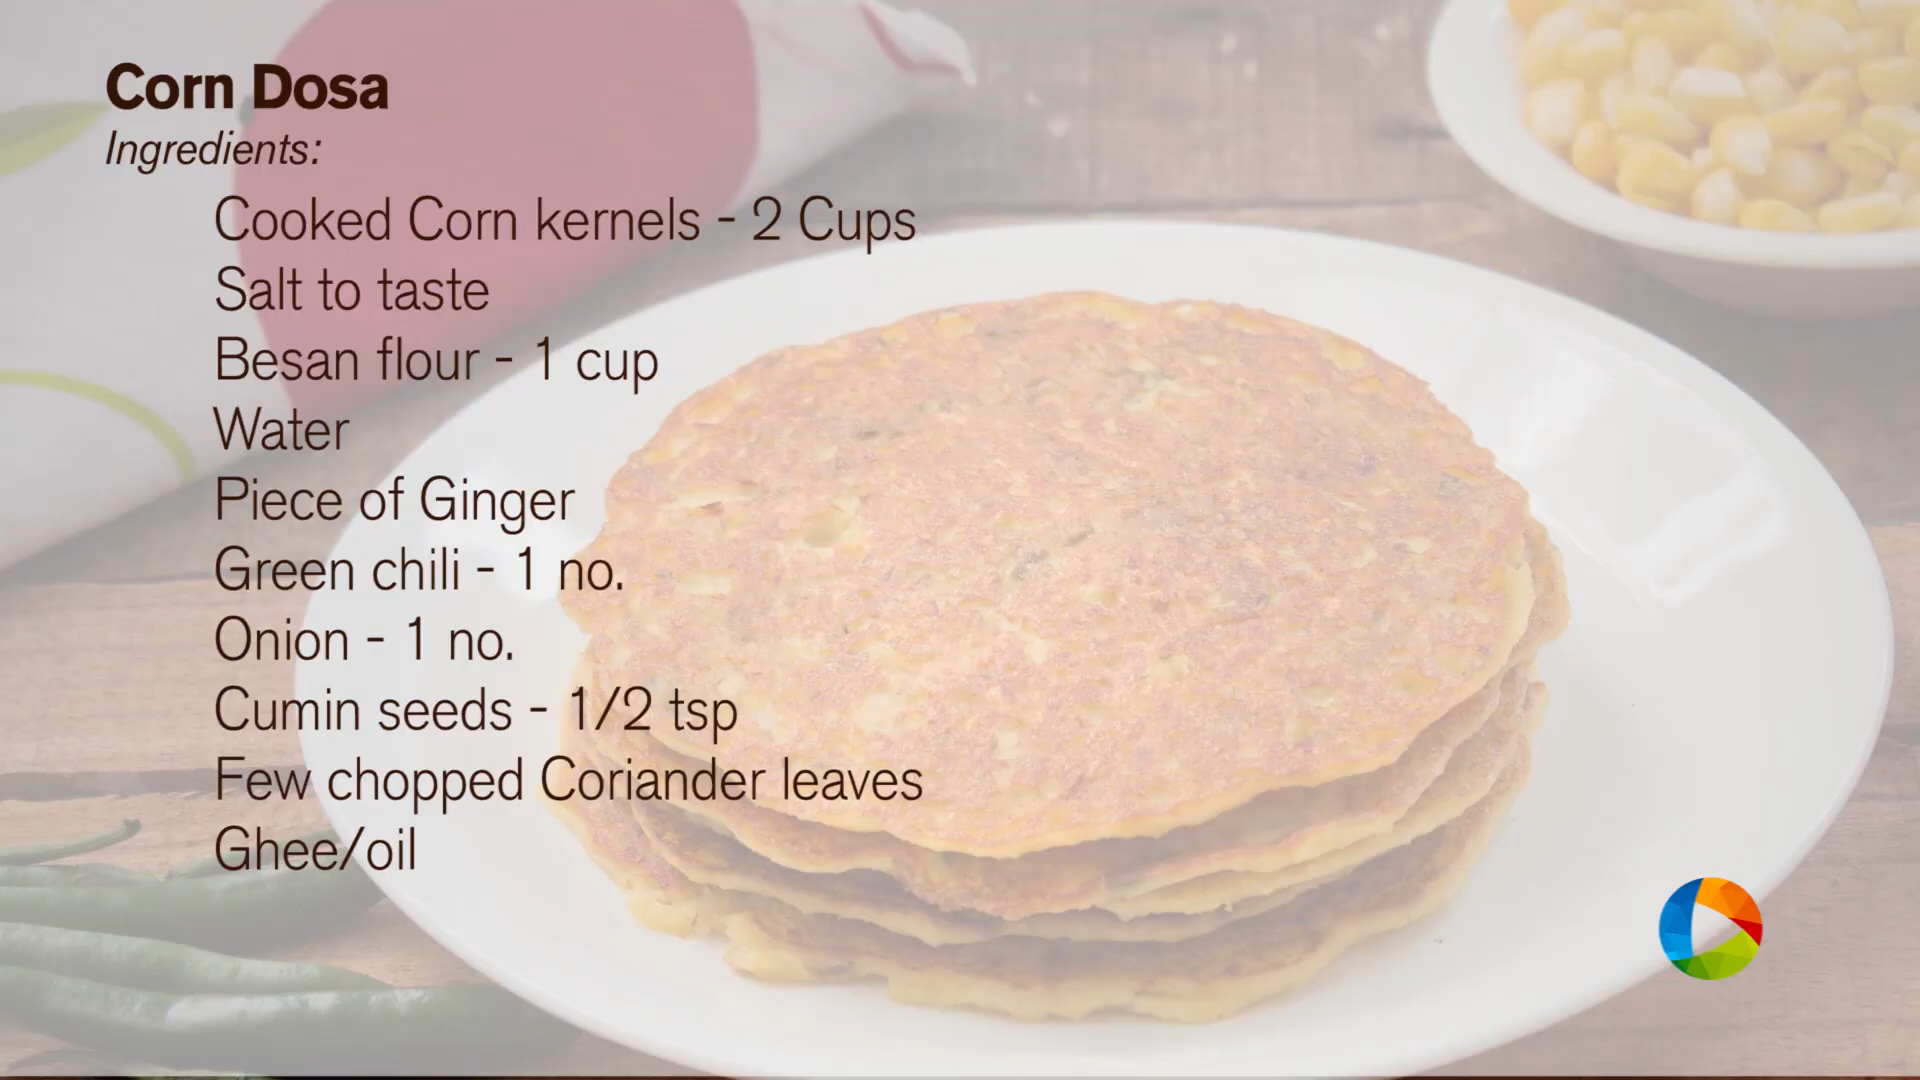 Corn Dosa
Ingredients:
Cooked Corn kernels - 2 Cups
Salt to taste
Besan flour - 1 cup
Water
Piece of Ginger
Green chili - 1 no.
Onion - 1 no.
Cumin seeds - 1/2 tsp
Few chopped Coriander leaves
Ghee/oil